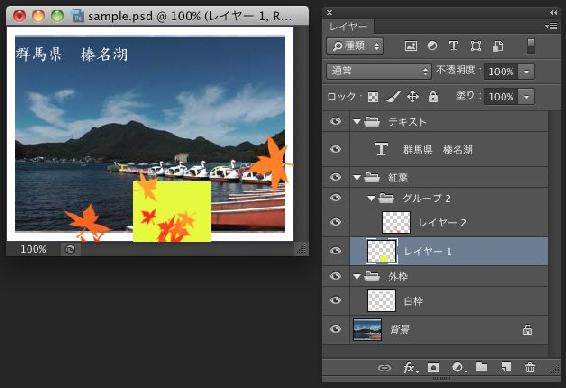 sample.psd @ 100% (レイヤー 1, R...
群馬県 榛名湖
100%
レイヤー
種類
T
通常
不透明度: 100%
ロック: 塗り: 100%
テキスト
T 群馬県 榛名湖
紅葉
グループ 2
レイヤー 2
レイヤー 1
外枠
白枠
背景
fx